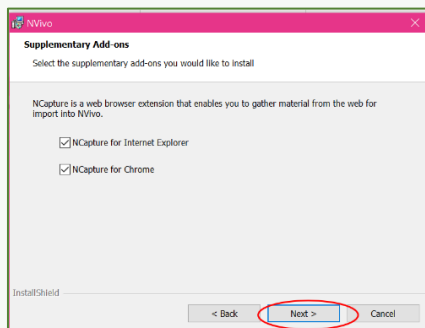 NVivo
Supplementary Add-ons
Select the supplementary add-ons you would like to install
NCapture is a web browser extension that enables you to gather material from the web for
import into NVivo.
NCapture for Internet Explorer
NCapture for Chrome
InstallShield
< Back Next > Cancel